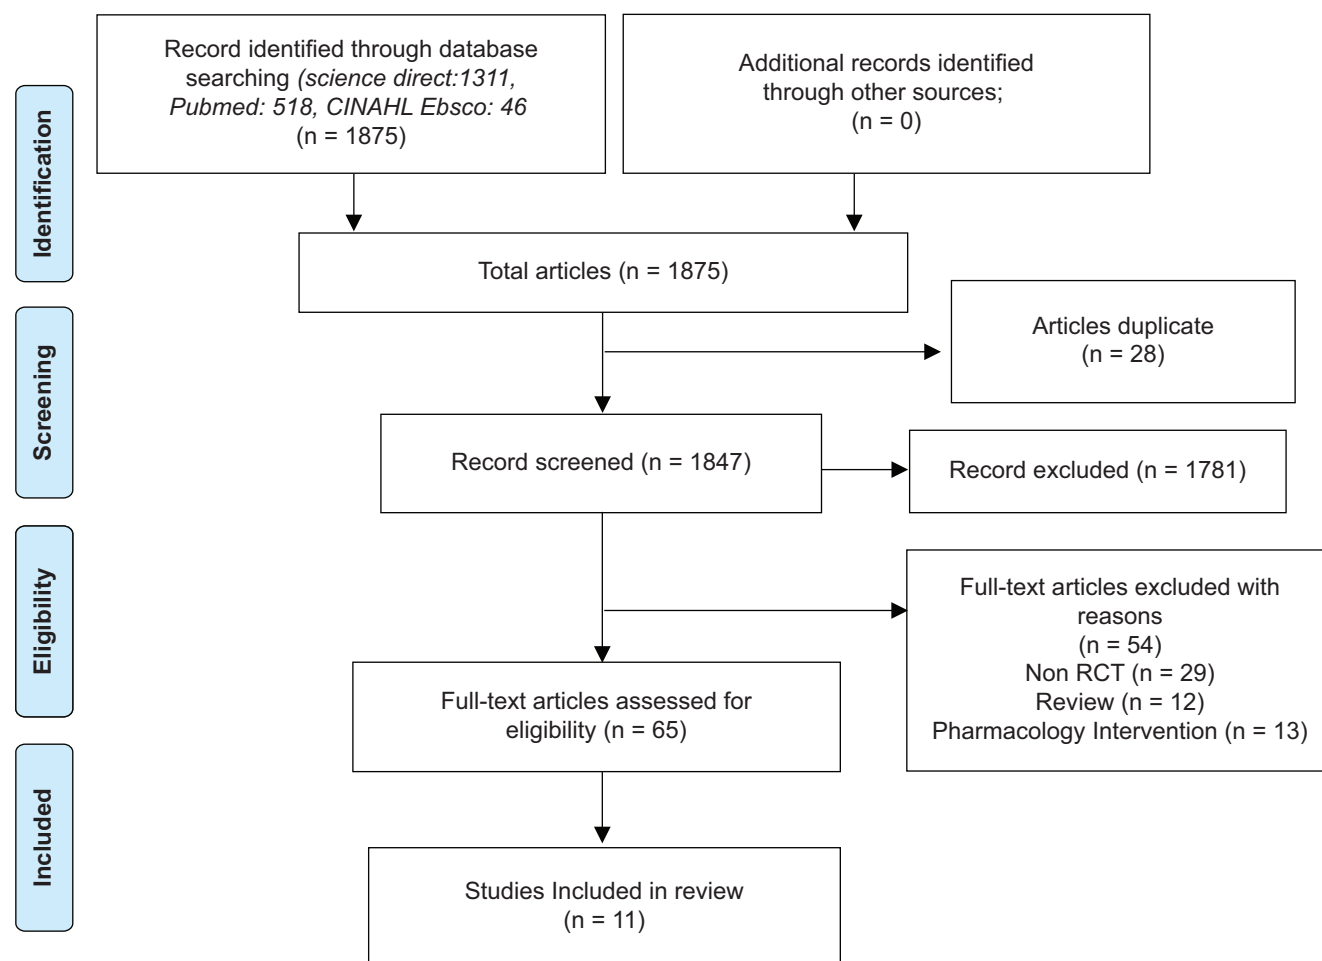 Identification
Record identified through database
searching (science direct:1311,
Pubmed: 518, CINAHL Ebsco: 46
(n = 1875)
Additional records identified
through other sources;
(n = 0)
Total articles (n = 1875)
Articles duplicate
(n = 28)
Screening
Record screened (n = 1847)
Record excluded (n = 1781)
Eligibility
Full-text articles excluded with
reasons
(n = 54)
Non RCT (n = 29)
Review (n = 12)
Pharmacology Intervention (n = 13)
Full-text articles assessed for
eligibility (n = 65)
Included
Studies Included in review
(n = 11)